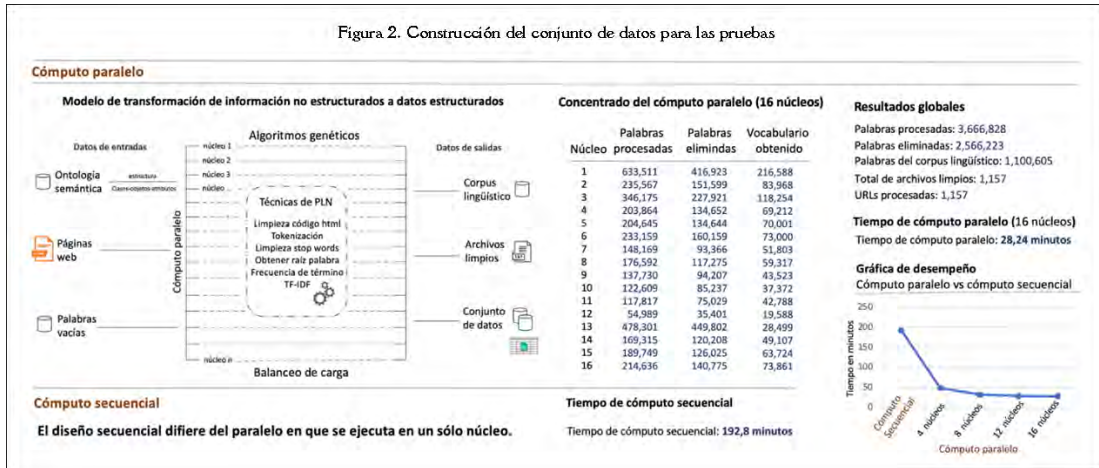 Figura 2. Construcción del conjunto de datos para las pruebas
Cómputo paralelo
Modelo de transformación de información no estructurados a datos estructurados
Datos de entradas
Algoritmos genéticos
Datos de salidas
núcleo 1
núcleo 2
núcleo 3
núcleo ..
Ontología
semántica
estructura
Clases-objetos-atributos
Páginas
web
Palabras
vacías
Cómputo paralelo
Técnicas de PLN
Limpieza código html
Tokenización
Limpieza stop words
Obtener raíz palabra
Frecuencia de término
TF-IDF
núcleo n
Balanceo de carga
Corpus
lingüístico
Archivos
limpios
Conjunto
de datos
Concentrado del cómputo paralelo (16 núcleos)
Núcleo Palabras procesadas Palabras elimindas Vocabulario obtenido
1 633,511 416,923 216,588
2 235,567 151,599 83,968
3 346,175 227,921 118,254
4 203,864 134,652 69,212
5 204,645 134,644 70,001
6 233,159 160,159 73,000
7 148,169 93,366 51,803
8 176,592 117,275 59,317
9 137,730 94,207 43,523
10 122,609 85,237 37,372
11 117,817 75,029 42,788
12 54,989 35,401 19,588
13 478,301 449,802 28,499
14 169,315 120,208 49,107
15 189,749 126,025 63,724
16 214,636 140,775 73,861
Resultados globales
Palabras procesadas: 3,666,828
Palabras eliminadas: 2,566,223
Palabras del corpus lingüístico: 1,100,605
Total de archivos limpios: 1,157
URLs procesadas: 1,157
Tiempo de cómputo paralelo (16 núcleos)
Tiempo de cómputo paralelo: 28,24 minutos
Gráfica de desempeño
Cómputo paralelo vs cómputo secuencial
Tiempo en minutos
250
200
150
100
50
0
Cómputo
Secuencial
4 núcleos
8 núcleos
12 núcleos
16 núcleos
Cómputo paralelo
Cómputo secuencial
El diseño secuencial difiere del paralelo en que se ejecuta en un sólo núcleo.
Tiempo de cómputo secuencial
Tiempo de cómputo secuencial: 192,8 minutos